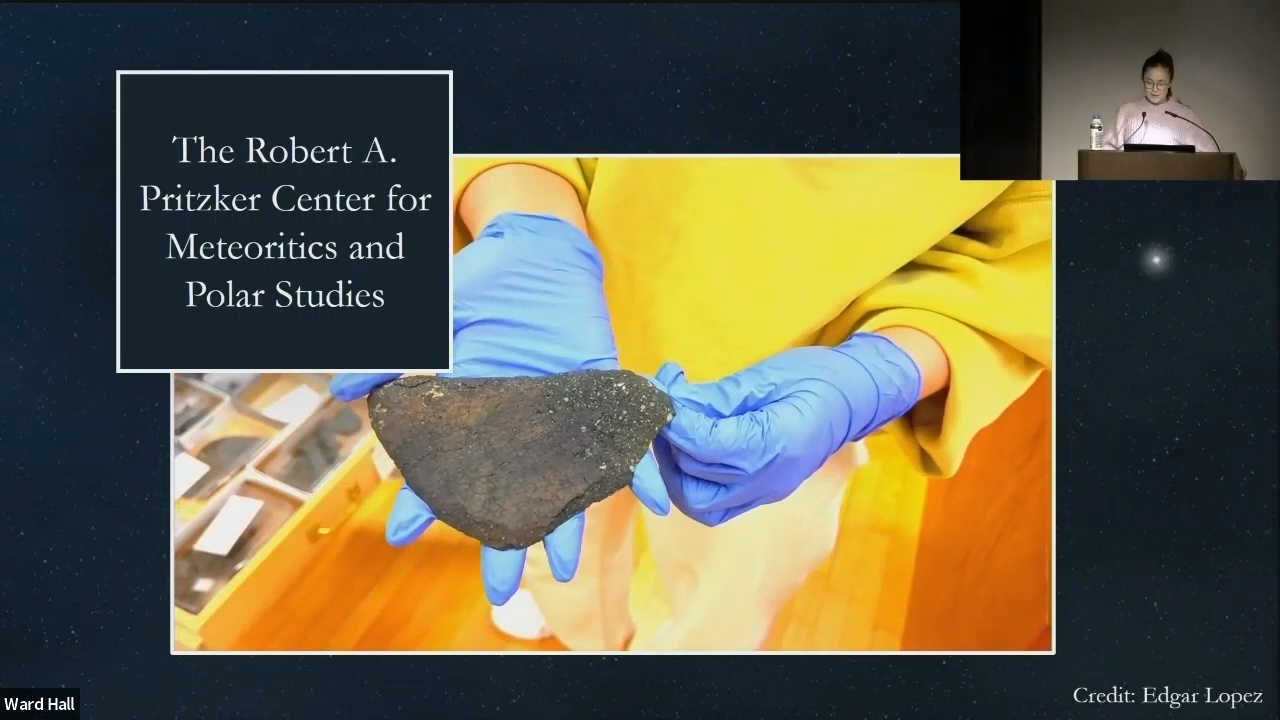 The Robert A.
Pritzker Center for
Meteoritics and
Polar Studies
Credit: Edgar Lopez
Ward Hall